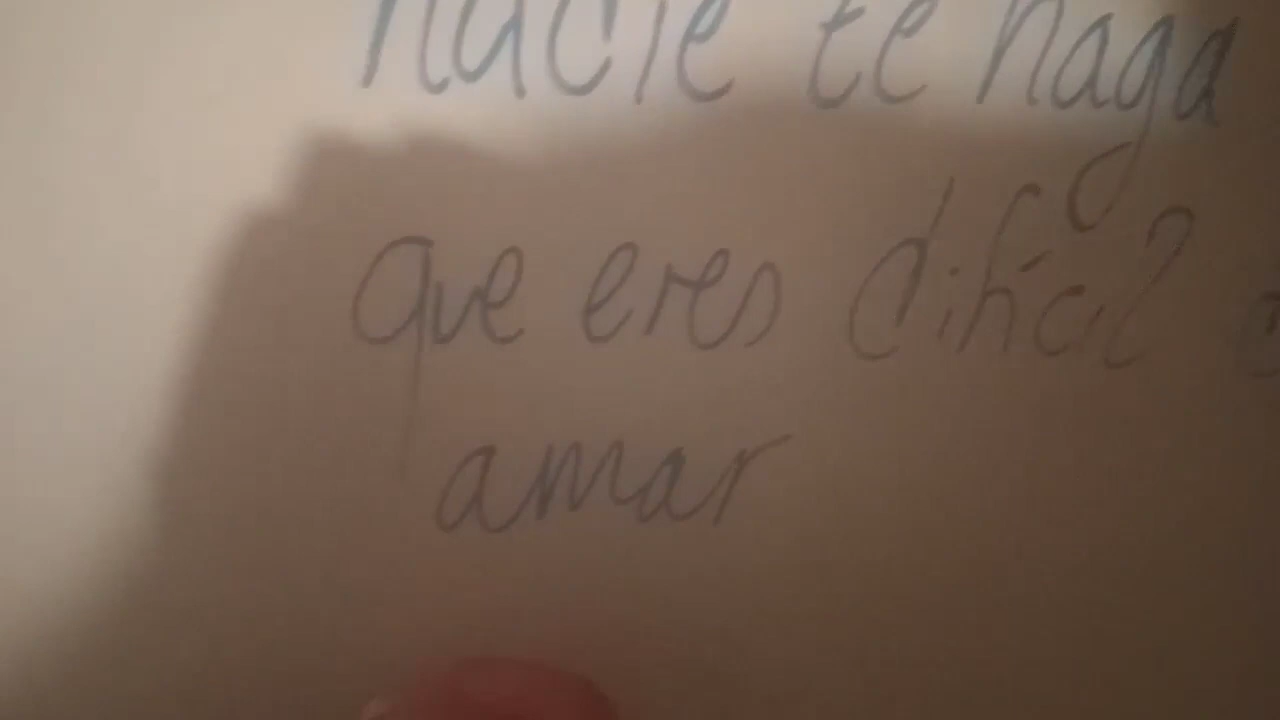 nadie te haga
que eres difícil
amar